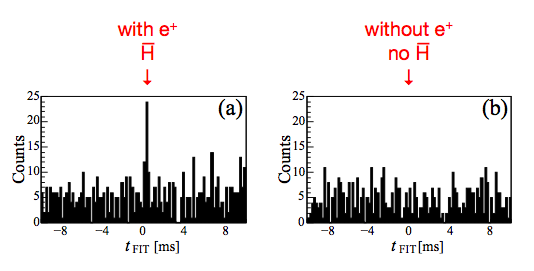 with e⁺
H̅
↓
without e⁺
no H̅
↓
(a)
Counts
25
20
15
10
5
0
−8
−4
0
4
8
t FIT [ms]
(b)
Counts
25
20
15
10
5
0
−8
−4
0
4
8
t FIT [ms]